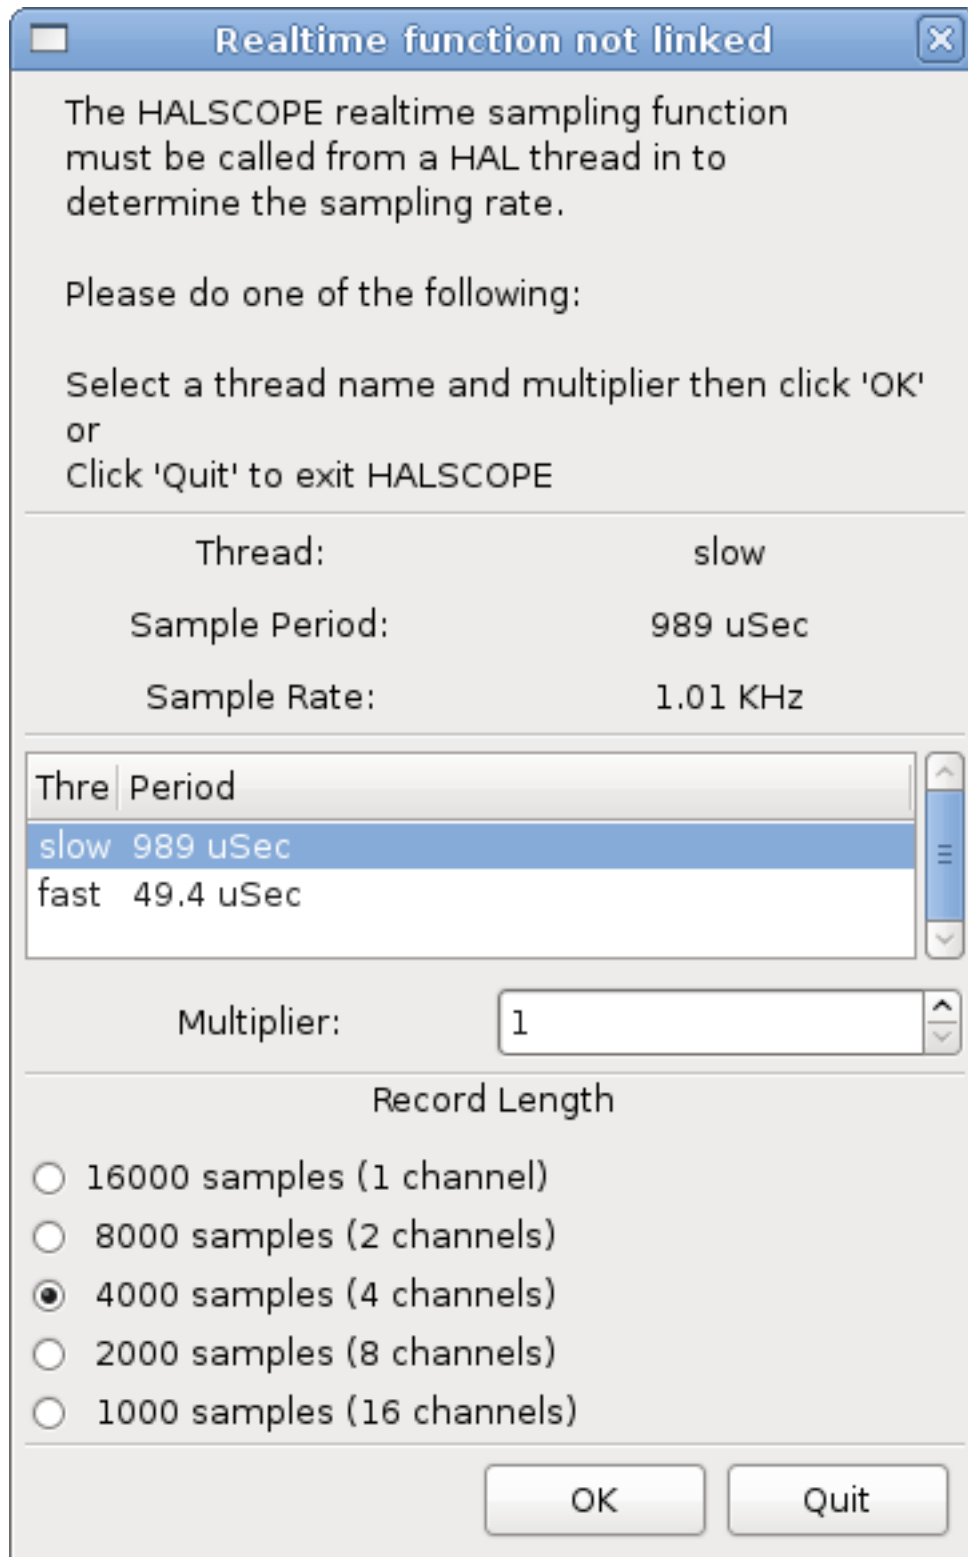 Realtime function not linked
The HALSCOPE realtime sampling function
must be called from a HAL thread in to
determine the sampling rate.
Please do one of the following:
Select a thread name and multiplier then click 'OK'
or
Click 'Quit' to exit HALSCOPE
Thread: slow
Sample Period: 989 uSec
Sample Rate: 1.01 KHz
Thre Period
slow 989 uSec
fast 49.4 uSec
Multiplier: 1
Record Length
16000 samples (1 channel)
8000 samples (2 channels)
4000 samples (4 channels)
2000 samples (8 channels)
1000 samples (16 channels)
OK Quit